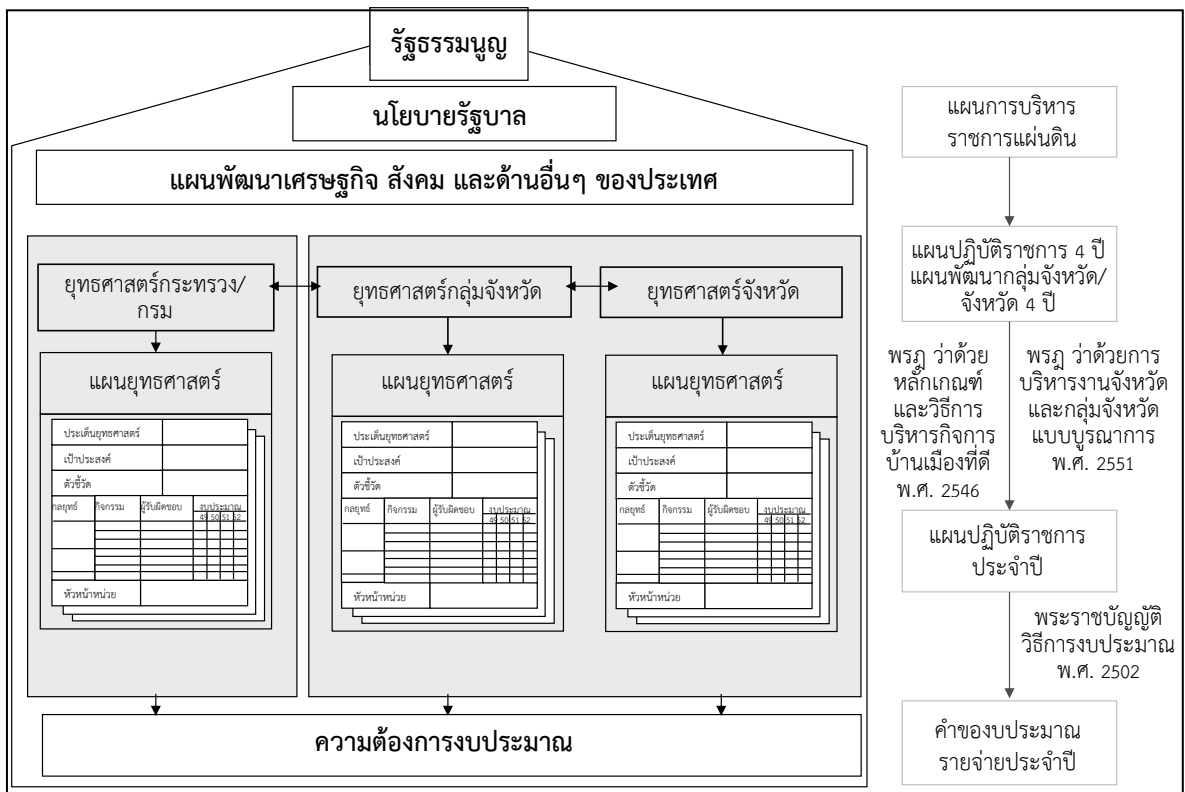 รัฐธรรมนูญ
นโยบายรัฐบาล
แผนพัฒนาเศรษฐกิจ สังคม และด้านอื่นๆ ของประเทศ
ยุทธศาสตร์กระทรวง/
กรม
ยุทธศาสตร์กลุ่มจังหวัด
ยุทธศาสตร์จังหวัด
แผนยุทธศาสตร์
ประเด็นยุทธศาสตร์
เป้าประสงค์
ตัวชี้วัด
กลยุทธ์ กิจกรรม ผู้รับผิดชอบ งบประมาณ
49 50 51 52
หัวหน้าหน่วย
แผนยุทธศาสตร์
ประเด็นยุทธศาสตร์
เป้าประสงค์
ตัวชี้วัด
กลยุทธ์ กิจกรรม ผู้รับผิดชอบ งบประมาณ
49 50 51 52
หัวหน้าหน่วย
แผนยุทธศาสตร์
ประเด็นยุทธศาสตร์
เป้าประสงค์
ตัวชี้วัด
กลยุทธ์ กิจกรรม ผู้รับผิดชอบ งบประมาณ
49 50 51 52
หัวหน้าหน่วย
ความต้องการงบประมาณ
แผนการบริหาร
ราชการแผ่นดิน
แผนปฏิบัติราชการ 4 ปี
แผนพัฒนากลุ่มจังหวัด/
จังหวัด 4 ปี
พรฎ ว่าด้วย
หลักเกณฑ์
และวิธีการ
บริหารกิจการ
บ้านเมืองที่ดี
พ.ศ. 2546
พรฎ ว่าด้วยการ
บริหารงานจังหวัด
และกลุ่มจังหวัด
แบบบูรณาการ
พ.ศ. 2551
แผนปฏิบัติราชการ
ประจำปี
พระราชบัญญัติ
วิธีการงบประมาณ
พ.ศ. 2502
คำของบประมาณ
รายจ่ายประจำปี